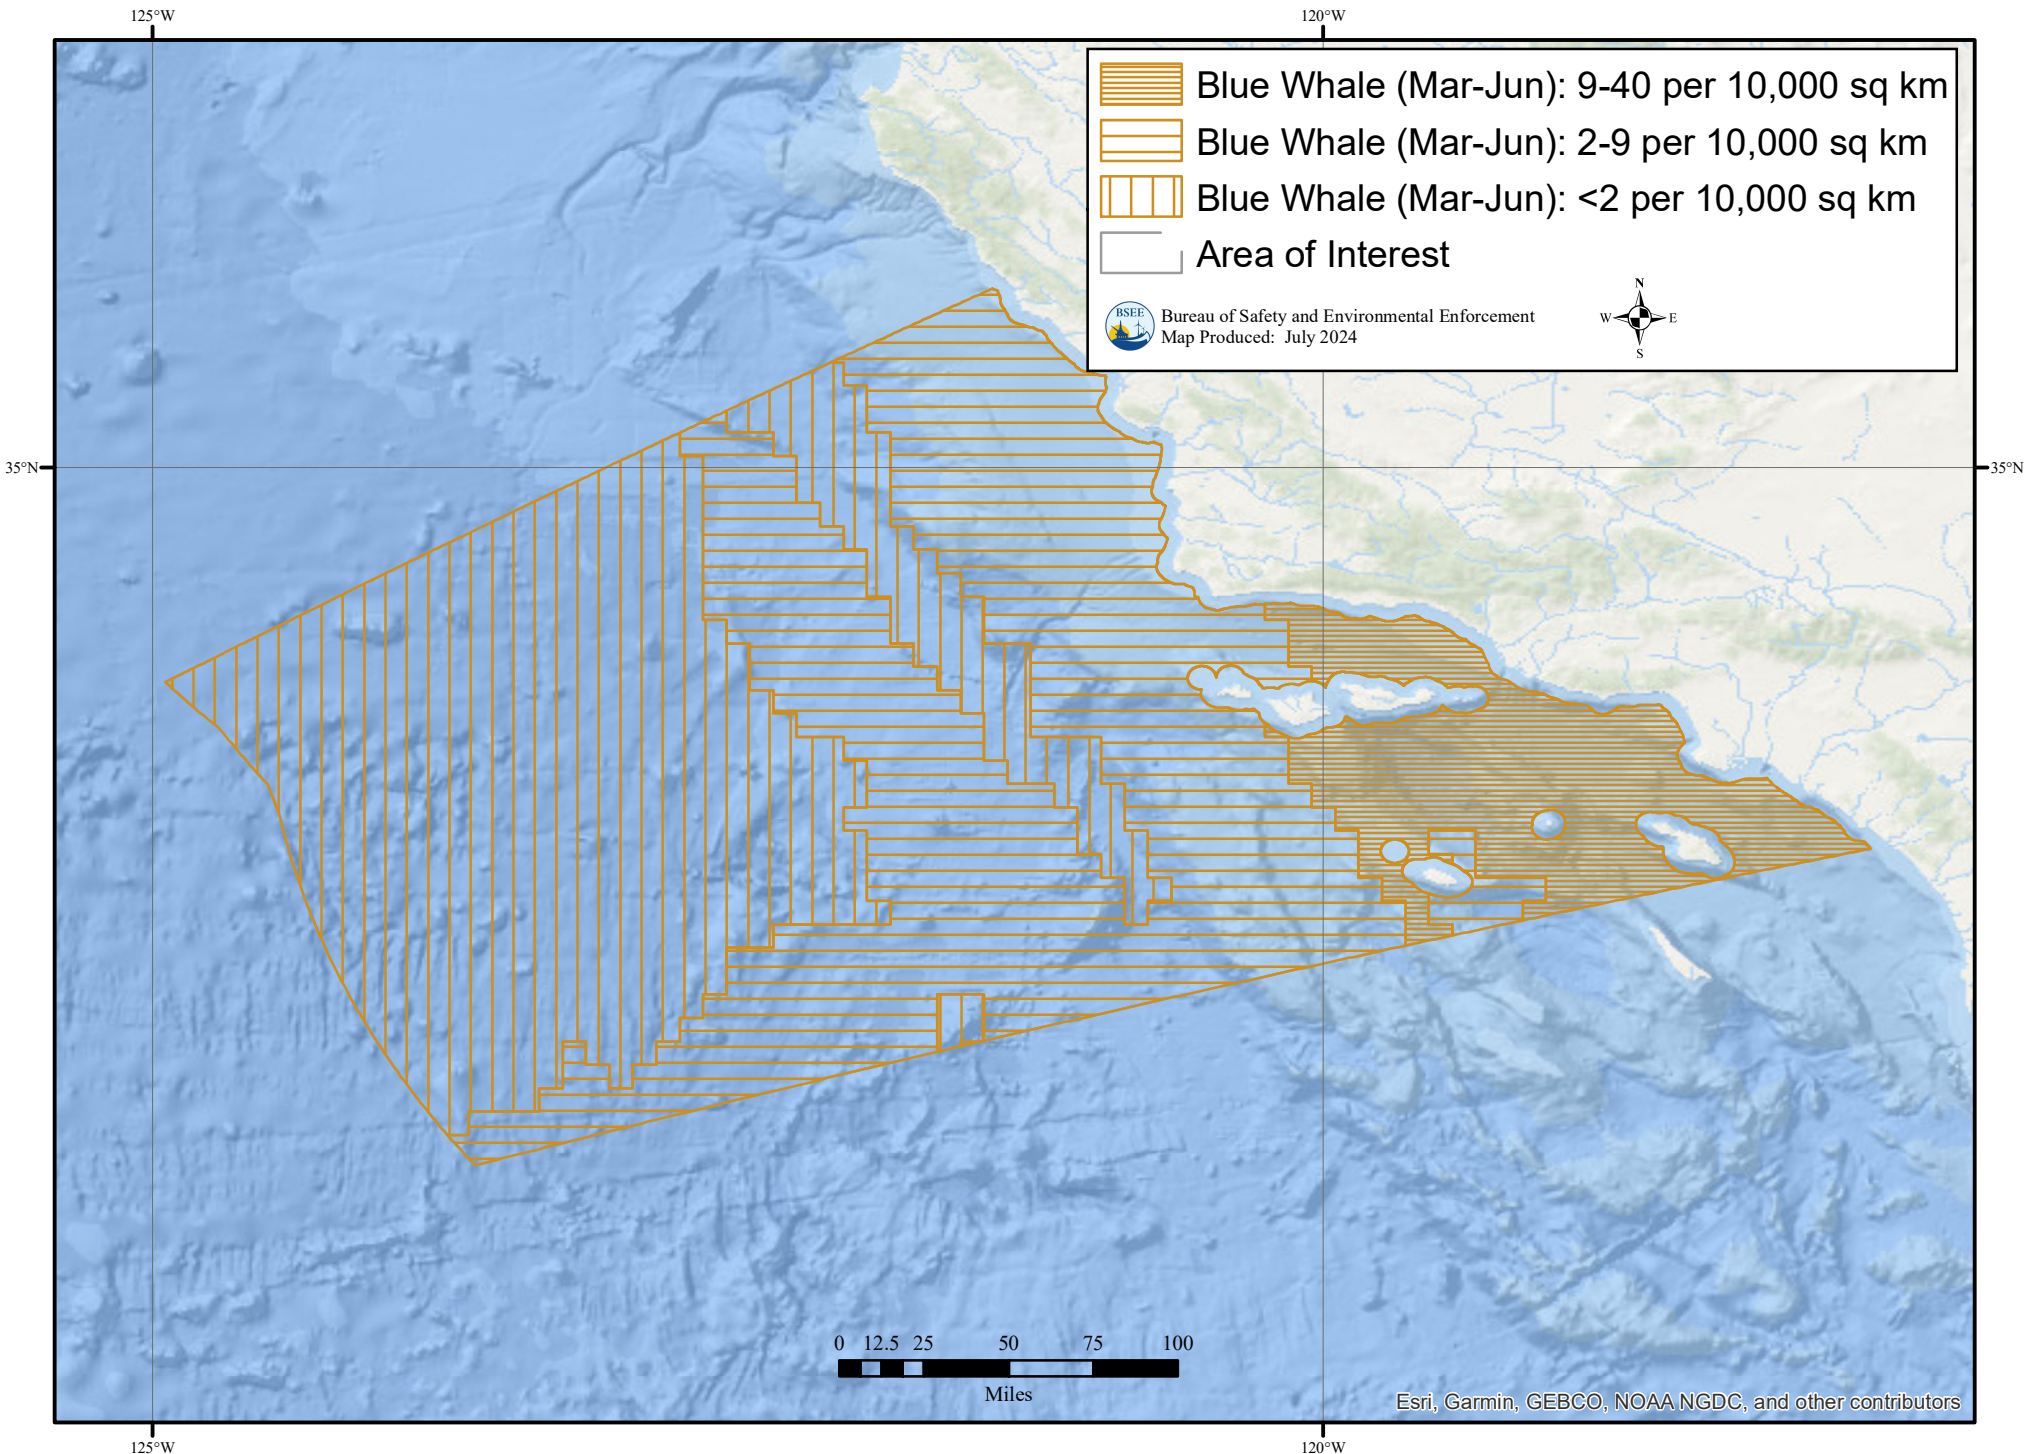 125°W
120°W
Blue Whale (Mar-Jun): 9-40 per 10,000 sq km
Blue Whale (Mar-Jun): 2-9 per 10,000 sq km
Blue Whale (Mar-Jun): <2 per 10,000 sq km
Area of Interest
BSEE
Bureau of Safety and Environmental Enforcement
Map Produced: July 2024
N
W
E
S
35°N
35°N
0 12.5 25 50 75 100
Miles
Esri, Garmin, GEBCO, NOAA NGDC, and other contributors
125°W
120°W